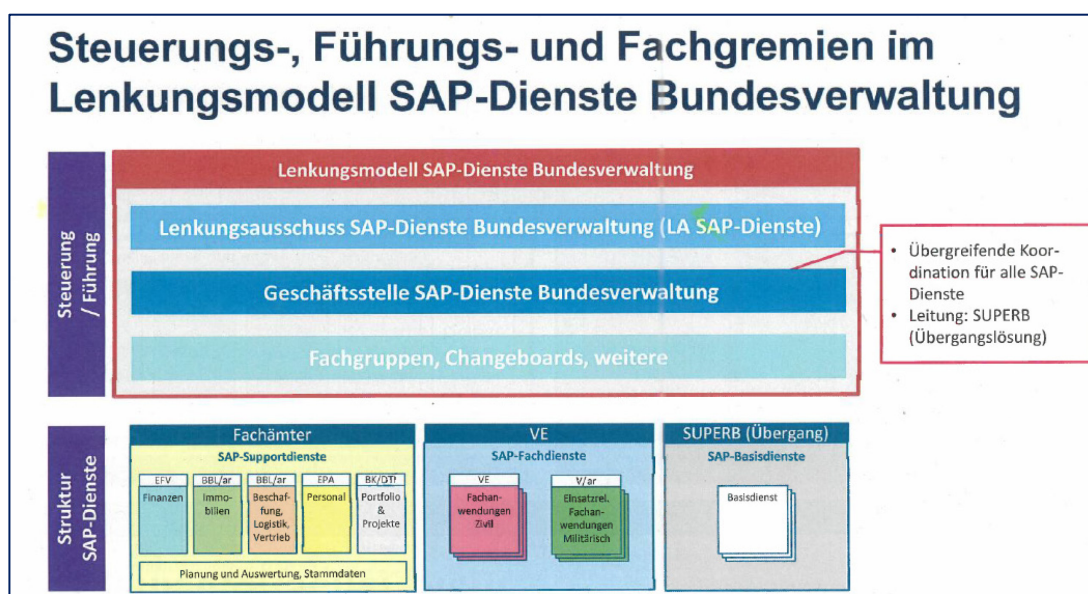 Steuerungs-, Führungs- und Fachgremien im
Lenkungsmodell SAP-Dienste Bundesverwaltung
Steuerung
/ Führung
Lenkungsmodell SAP-Dienste Bundesverwaltung
Lenkungsausschuss SAP-Dienste Bundesverwaltung (LA SAP-Dienste)
Geschäftsstelle SAP-Dienste Bundesverwaltung
Fachgruppen, Changeboards, weitere
• Übergreifende Koor-
dination für alle SAP-
Dienste
• Leitung: SUPERB
(Übergangslösung)
Struktur
SAP-Dienste
Fachämter
SAP-Supportdienste
EFV
Finanzen
BBL/ar
Immo-
bilien
BBL/ar
Beschaf-
fung,
Logistik,
Vertrieb
EPA
Personal
BK/DTI
Portfolio
&
Projekte
Planung und Auswertung, Stammdaten
VE
SAP-Fachdienste
VE
Fachan-
wendungen
Zivil
V/ar
Einsatzrel.
Fachan-
wendungen
Militärisch
SUPERB (Übergang)
SAP-Basisdienste
Basisdienst